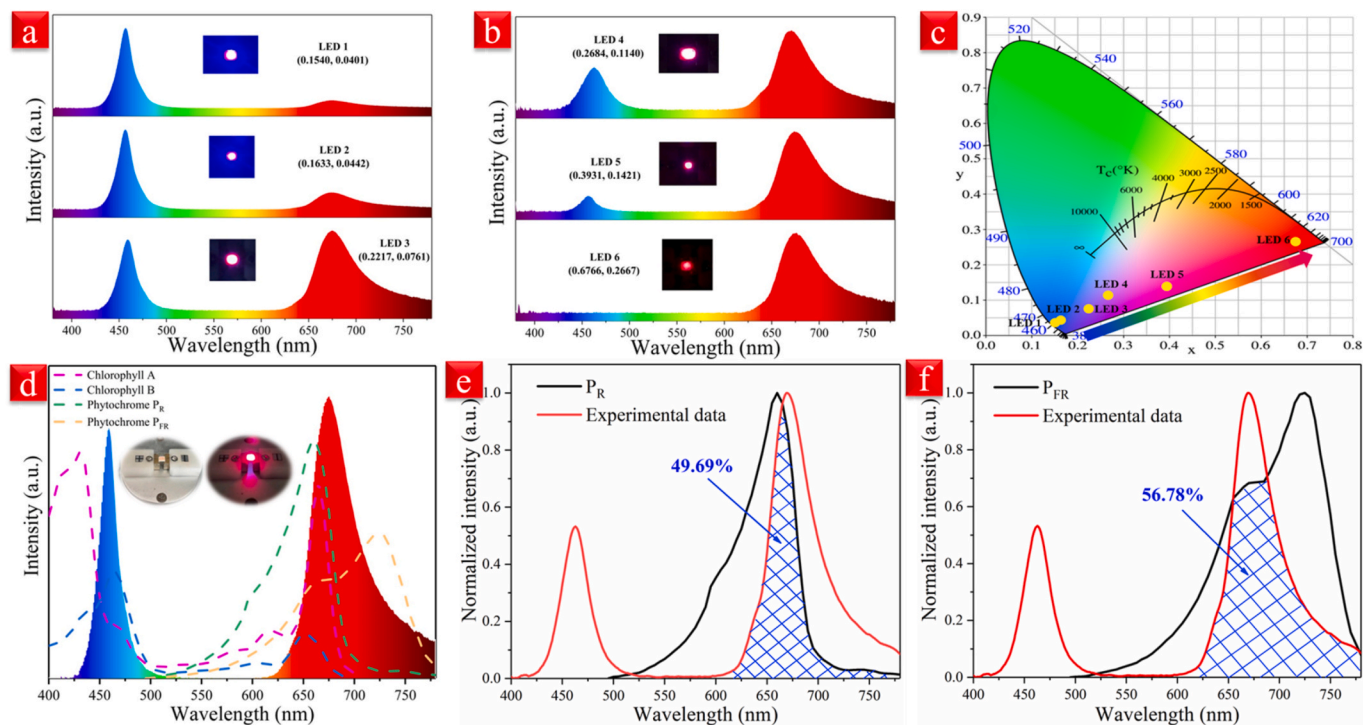 a
Intensity (a.u.)
LED 1
(0.1540, 0.0401)
LED 2
(0.1633, 0.0442)
LED 3
(0.2217, 0.0761)
400 450 500 550 600 650 700 750
Wavelength (nm)
b
Intensity (a.u.)
LED 4
(0.2684, 0.1140)
LED 5
(0.3931, 0.1421)
LED 6
(0.6766, 0.2667)
400 450 500 550 600 650 700 750
Wavelength (nm)
c
0.9
0.8
0.7
0.6
0.5
y
0.4
0.3
0.2
0.1
0.0
0.0 0.1 0.2 0.3 0.4 0.5 0.6 0.7 0.8
x
520
540
560
500
580
600
620
700
490
480
470
460
38
Tc(°K)
∞
10000
6000
4000
3000
2500
2000
1500
LED 1
LED 2
LED 3
LED 4
LED 5
LED 6
d
Chlorophyll A
Chlorophyll B
Phytochrome PR
Phytochrome PFR
Intensity (a.u.)
400 450 500 550 600 650 700 750
Wavelength (nm)
e
PR
Experimental data
49.69%
Normalized intensity (a.u.)
1.0
0.8
0.6
0.4
0.2
0.0
400 450 500 550 600 650 700 750
Wavelength (nm)
f
PFR
Experimental data
56.78%
Normalized intensity (a.u.)
1.0
0.8
0.6
0.4
0.2
0.0
400 450 500 550 600 650 700 750
Wavelength (nm)